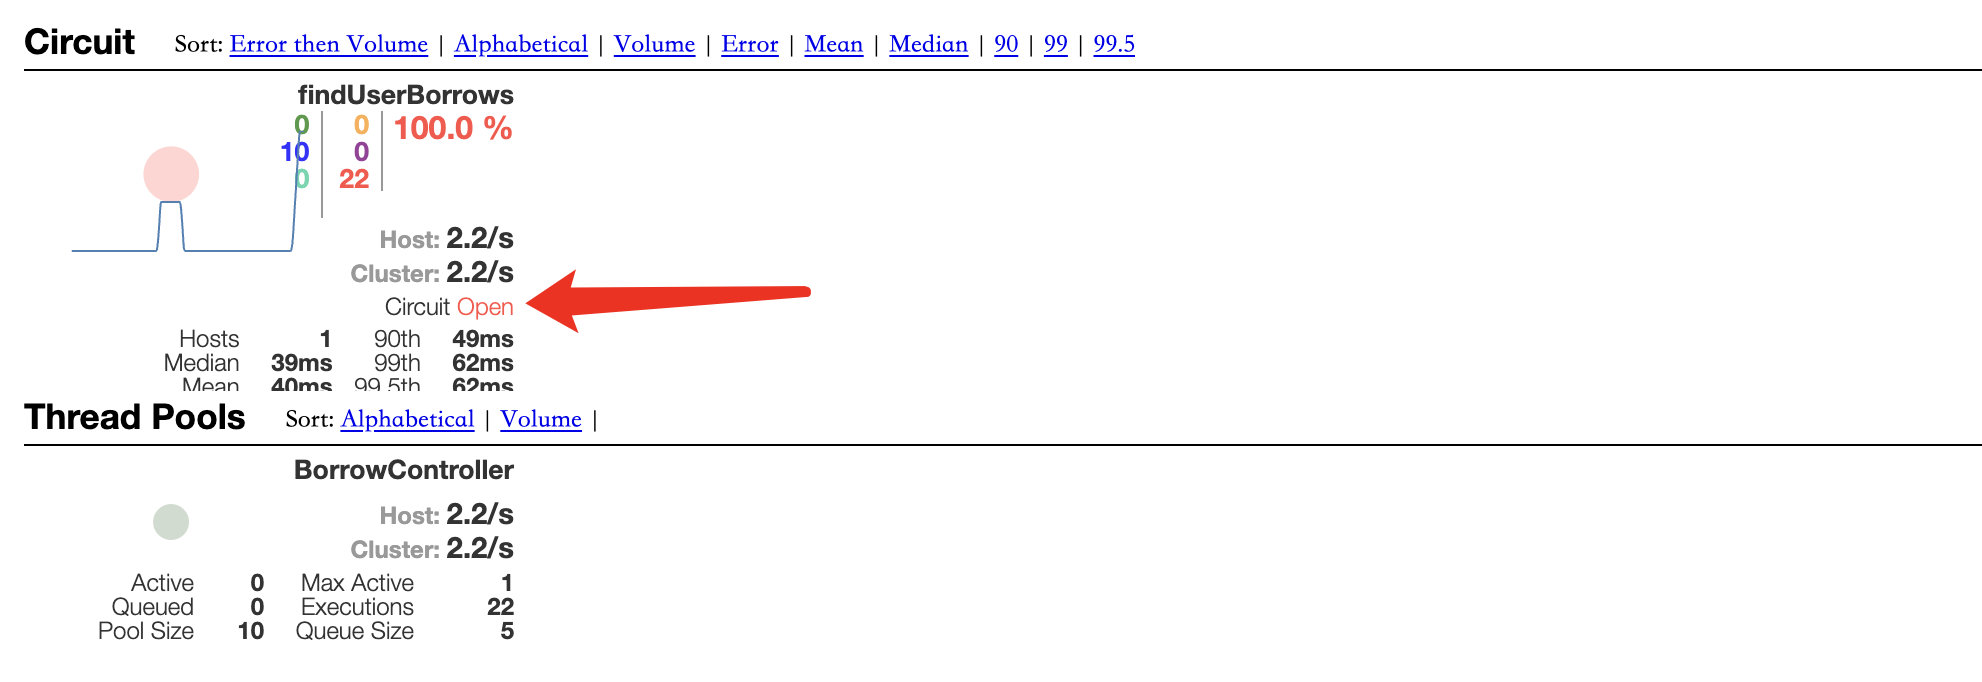 Circuit Sort: Error then Volume | Alphabetical | Volume | Error | Mean | Median | 90 | 99 | 99.5
findUserBorrows
0 0 100.0 %
10 0
0 22
Host: 2.2/s
Cluster: 2.2/s
Circuit Open
Hosts 1 90th 49ms
Median 39ms 99th 62ms
Mean 40ms 99.5th 62ms
Thread Pools Sort: Alphabetical | Volume |
BorrowController
Host: 2.2/s
Cluster: 2.2/s
Active 0 Max Active 1
Queued 0 Executions 22
Pool Size 10 Queue Size 5